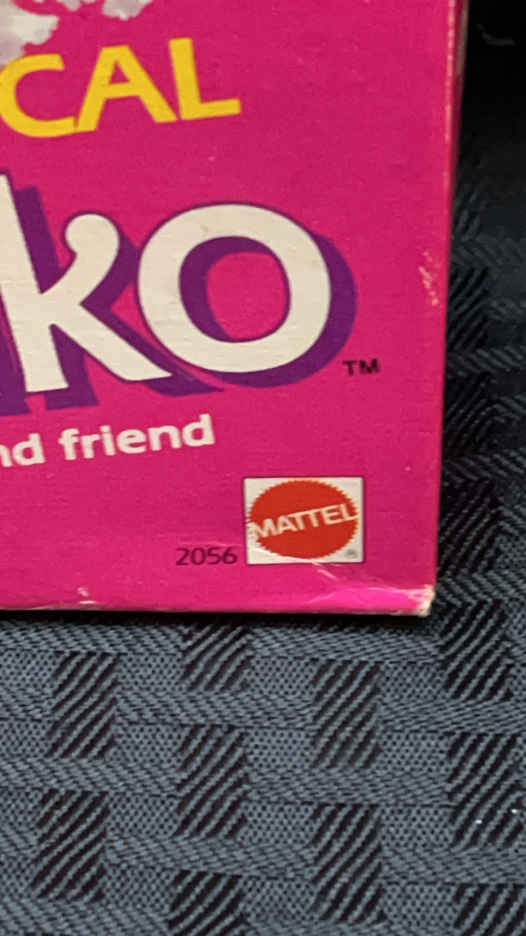 CAL
ko
TM
nd friend
MATTEL
®
2056